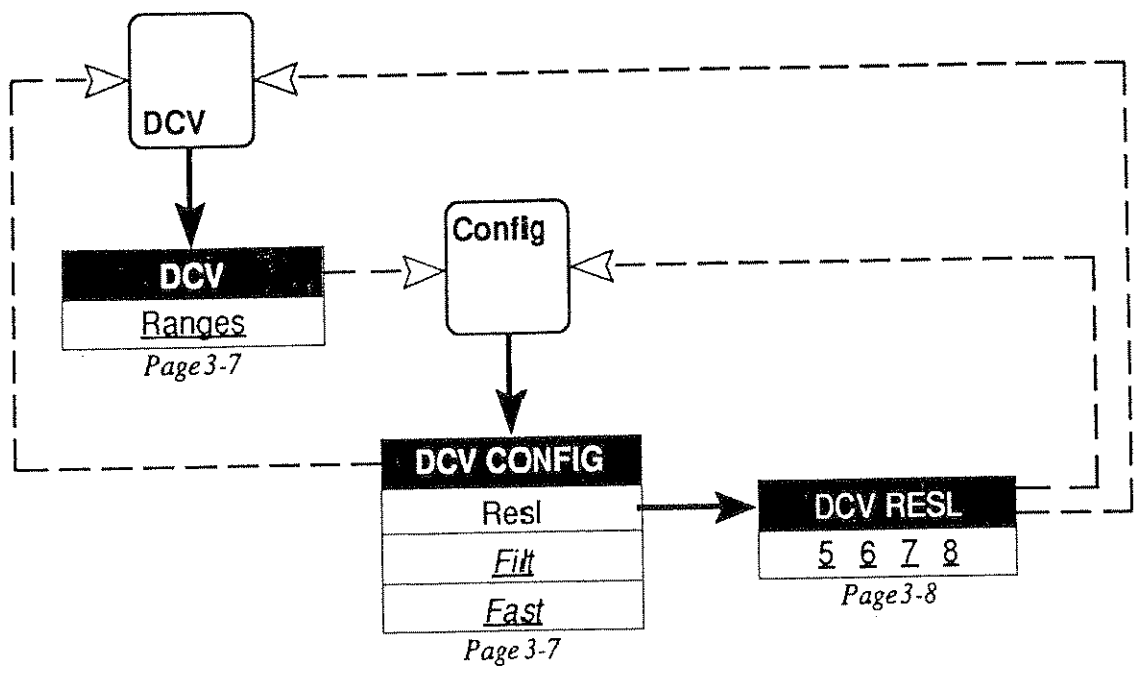 DCV
Config
DCV
Ranges
Page 3-7
DCV CONFIG
Resl
Filt
Fast
Page 3-7
DCV RESL
5 6 7 8
Page 3-8